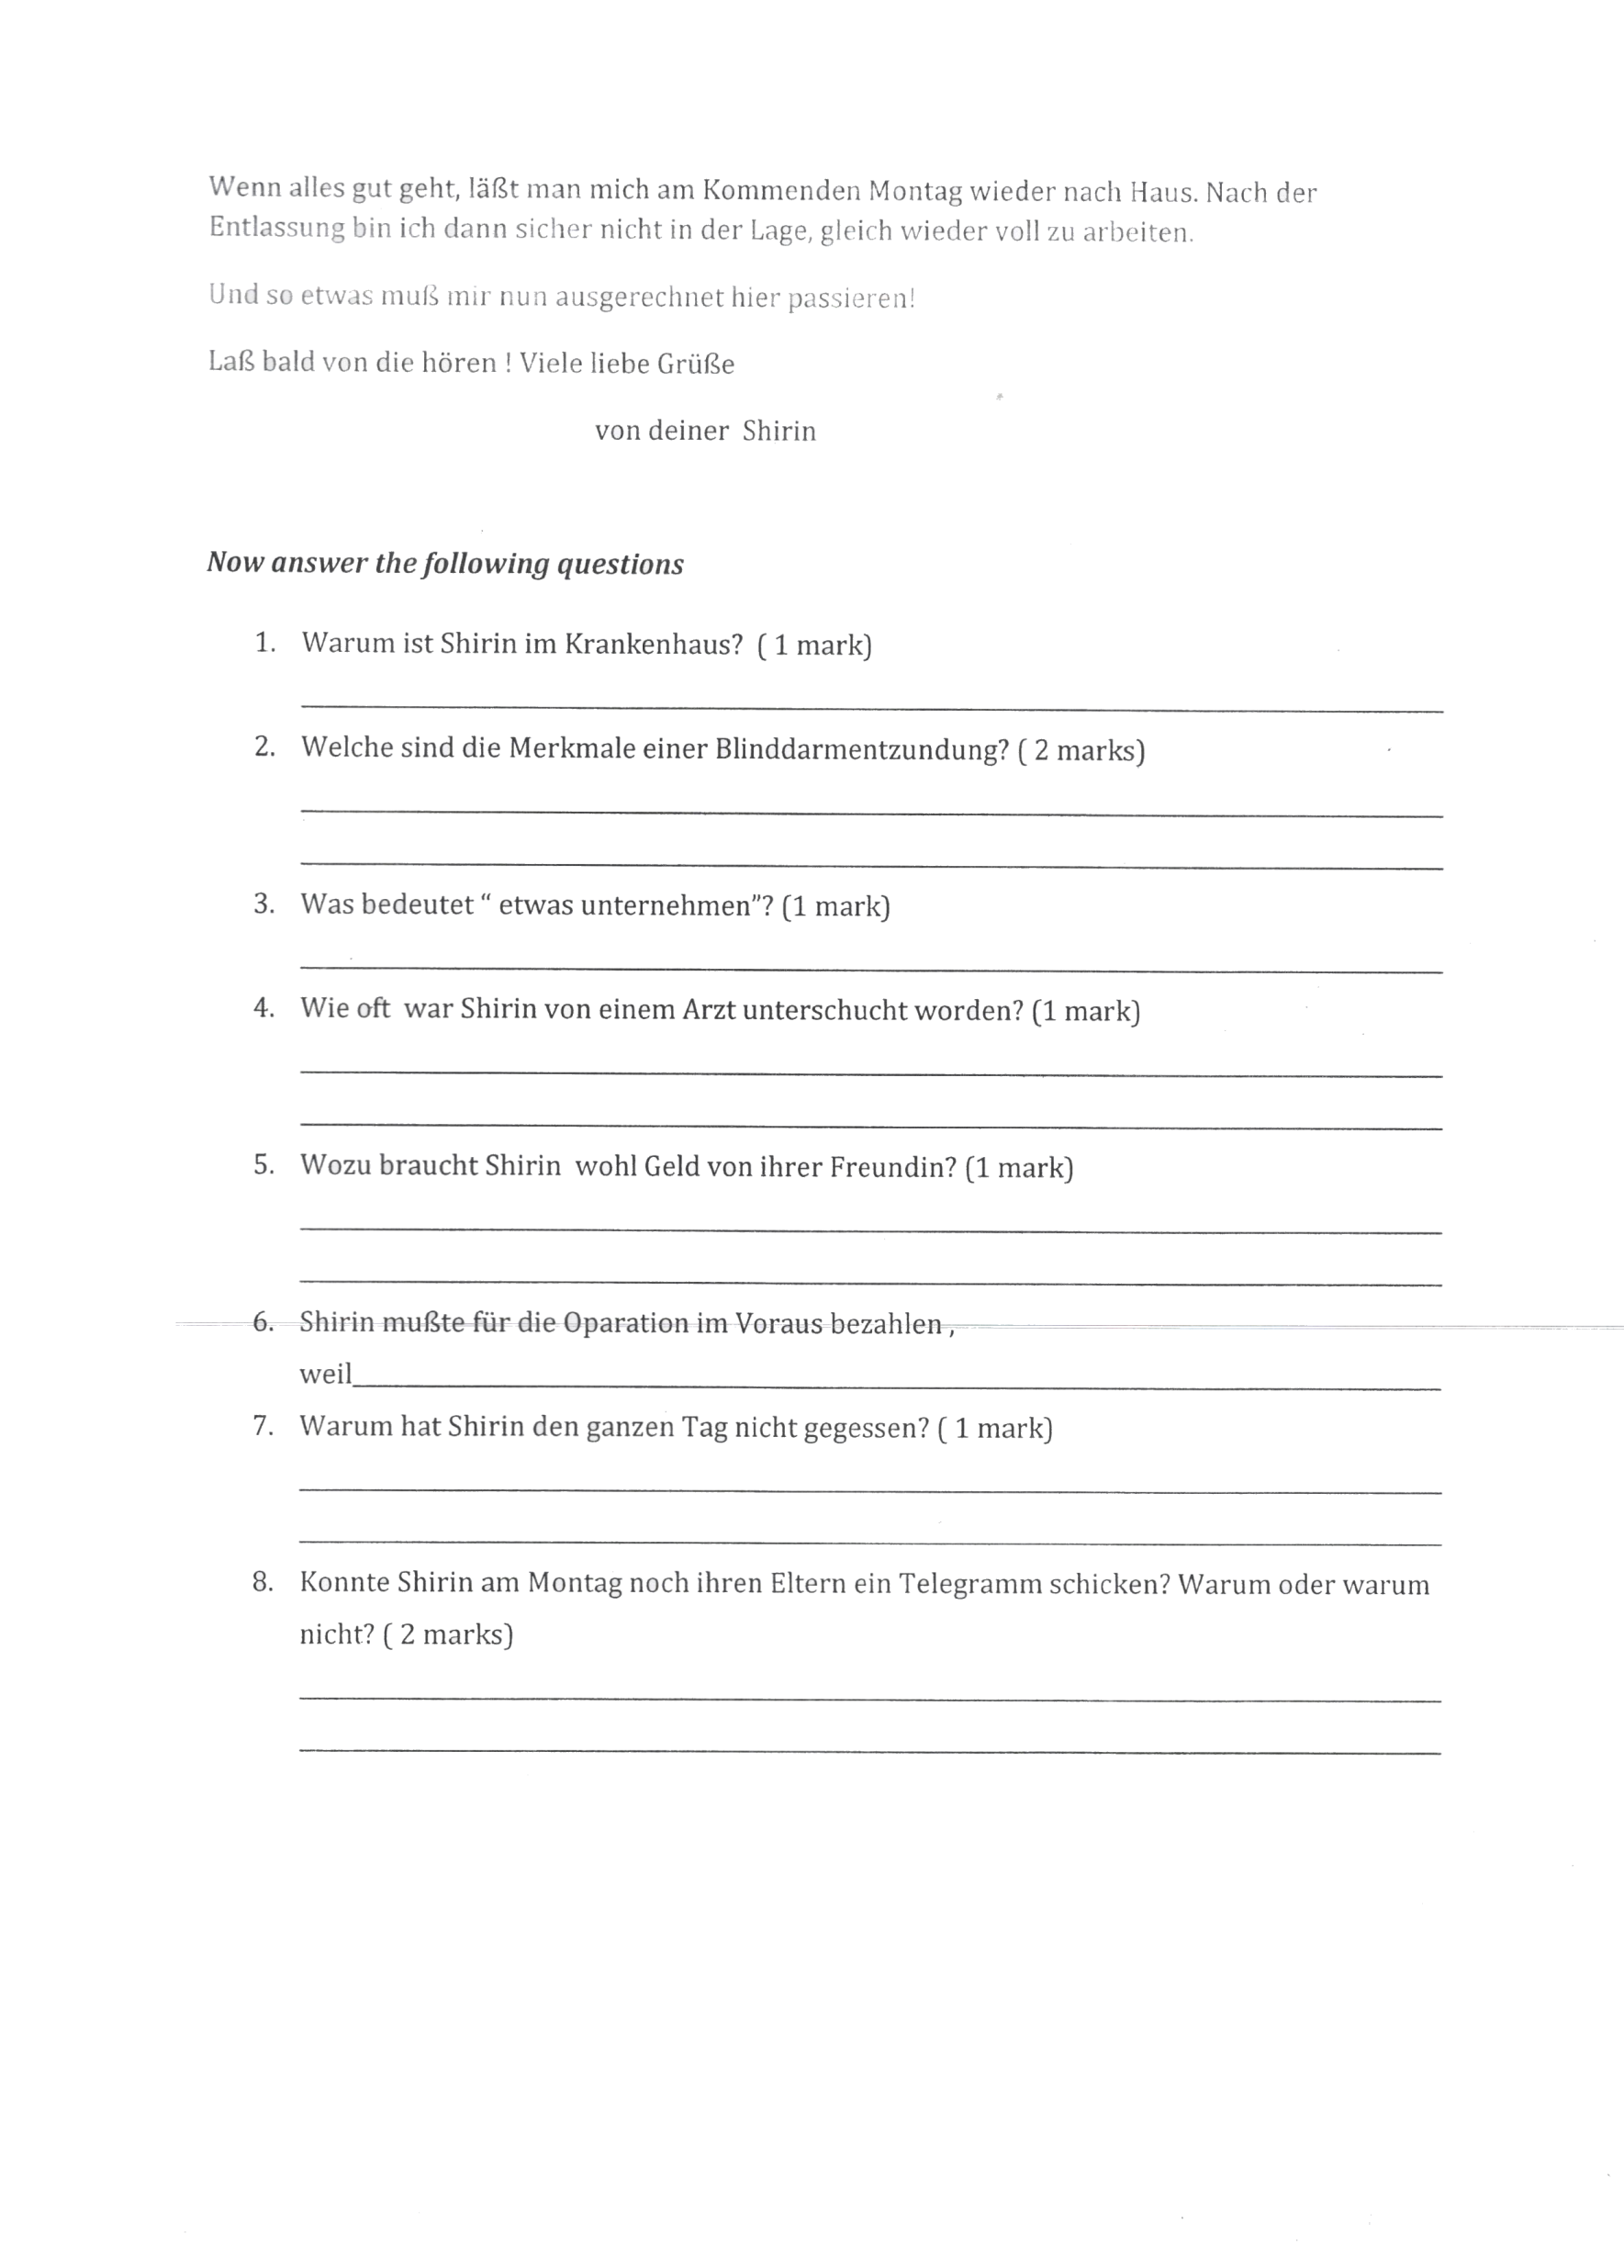 Wenn alles gut geht, läßt man mich am Kommenden Montag wieder nach Haus. Nach der
Entlassung bin ich dann sicher nicht in der Lage, gleich wieder voll zu arbeiten.
Und so etwas muß mir nun ausgerechnet hier passieren!
Laß bald von die hören ! Viele liebe Grüße
von deiner Shirin
Now answer the following questions
1. Warum ist Shirin im Krankenhaus? ( 1 mark)
2. Welche sind die Merkmale einer Blinddarmentzundung? ( 2 marks)
3. Was bedeutet “ etwas unternehmen”? (1 mark)
4. Wie oft war Shirin von einem Arzt unterschucht worden? (1 mark)
5. Wozu braucht Shirin wohl Geld von ihrer Freundin? (1 mark)
6. Shirin mußte für die Oparation im Voraus bezahlen ,
weil
7. Warum hat Shirin den ganzen Tag nicht gegessen? ( 1 mark)
8. Konnte Shirin am Montag noch ihren Eltern ein Telegramm schicken? Warum oder warum
nicht? ( 2 marks)